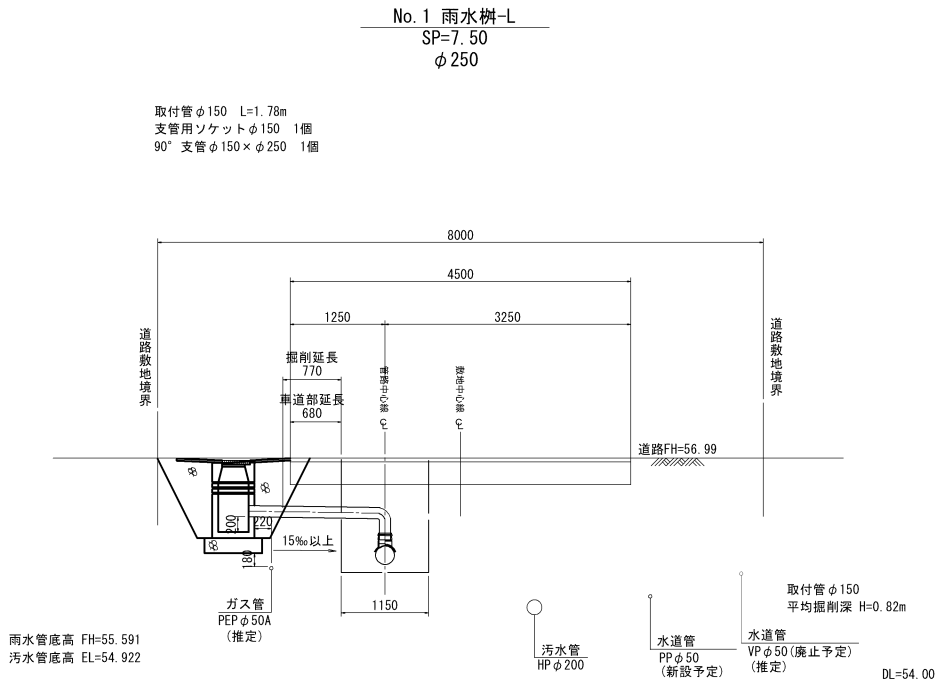 No.1 雨水桝-L
SP=7.50
φ250
取付管φ150 L=1.78m
支管用ソケットφ150 1個
90°支管φ150×φ250 1個
8000
4500
1250
3250
道路敷地境界
道路敷地境界
掘削延長
770
管路中心線 ℄
敷地中心線 ℄
車道部延長
680
道路FH=56.99
200
220
15‰以上
180
ガス管
PEPφ50A
(推定)
1150
取付管φ150
平均掘削深 H=0.82m
雨水管底高 FH=55.591
汚水管底高 EL=54.922
汚水管
HPφ200
水道管
PPφ50
(新設予定)
水道管
VPφ50(廃止予定)
(推定)
DL=54.00